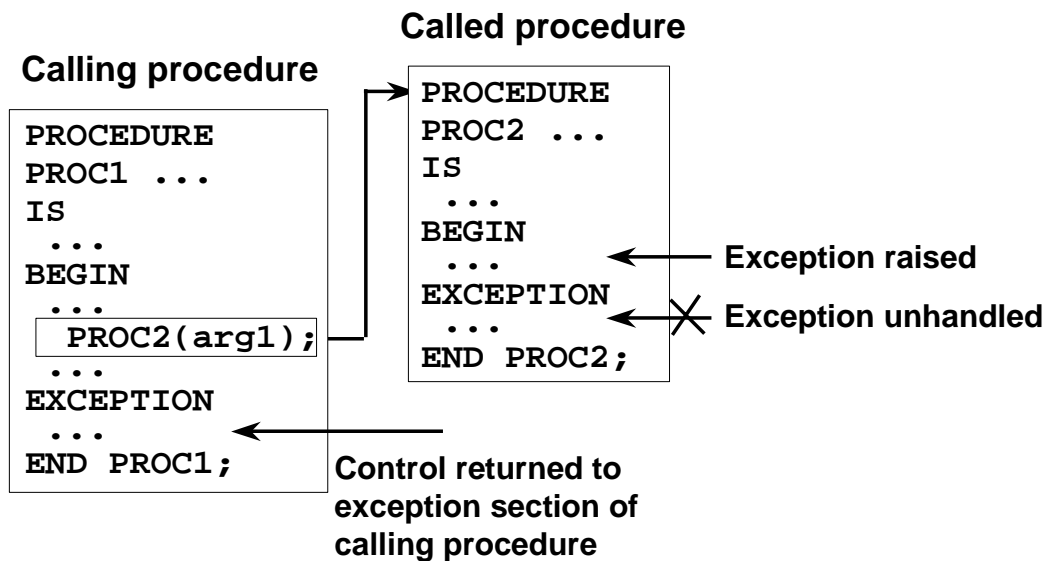 Called procedure
Calling procedure
PROCEDURE
PROC1 ...
IS
...
BEGIN
...
PROC2(arg1);
...
EXCEPTION
...
END PROC1;
PROCEDURE
PROC2 ...
IS
...
BEGIN
...
EXCEPTION
...
END PROC2;
Exception raised
Exception unhandled
Control returned to
exception section of
calling procedure